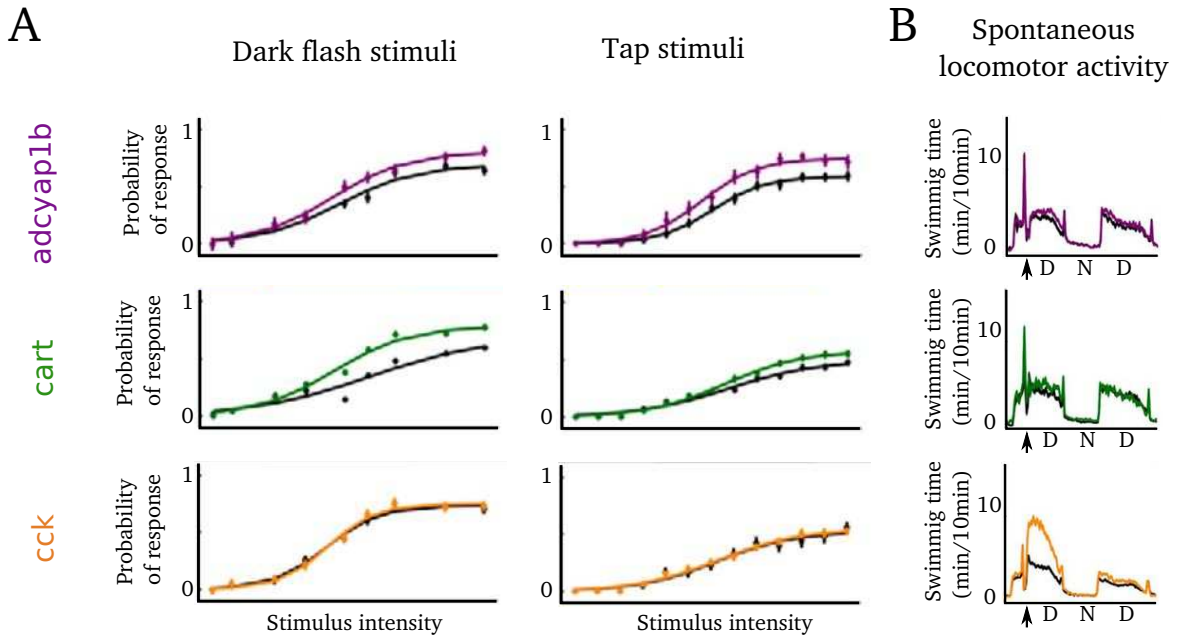 A
Dark flash stimuli
Tap stimuli
B
Spontaneous
locomotor activity
adcyap1b
Probability
of response
1
0
1
0
Swimmig time
(min/10min)
10
0
D N D
cart
Probability
of response
1
0
1
0
Swimmig time
(min/10min)
10
0
D N D
cck
Probability
of response
1
0
1
0
Swimmig time
(min/10min)
10
0
D N D
Stimulus intensity
Stimulus intensity